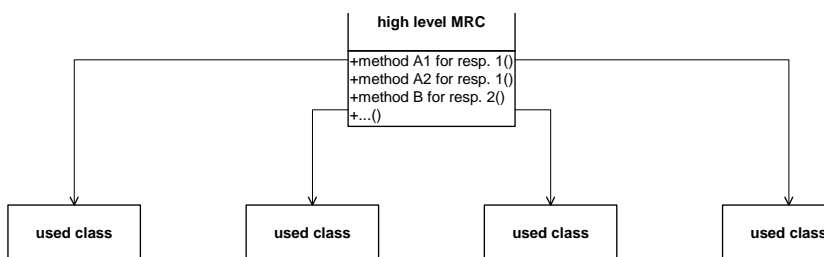 high level MRC
+method A1 for resp. 1()
+method A2 for resp. 1()
+method B for resp. 2()
+...()
used class
used class
used class
used class